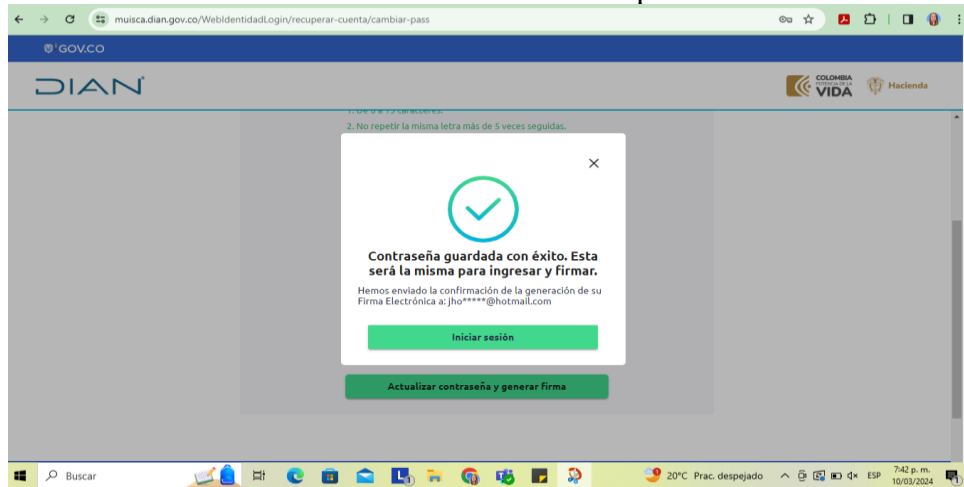 muisca.dian.gov.co/WebIdentidadLogin/recuperar-cuenta/cambiar-pass
GOV.CO
DIAN
COLOMBIA
POTENCIA DE LA
VIDA
Hacienda
2. No repetir la misma letra más de 5 veces seguidas.
Contraseña guardada con éxito. Esta
será la misma para ingresar y firmar.
Hemos enviado la confirmación de la generación de su
Firma Electrónica a: jho*****@hotmail.com
Iniciar sesión
Actualizar contraseña y generar firma
Buscar
20°C Prac. despejado
ESP
7:42 p. m.
10/03/2024